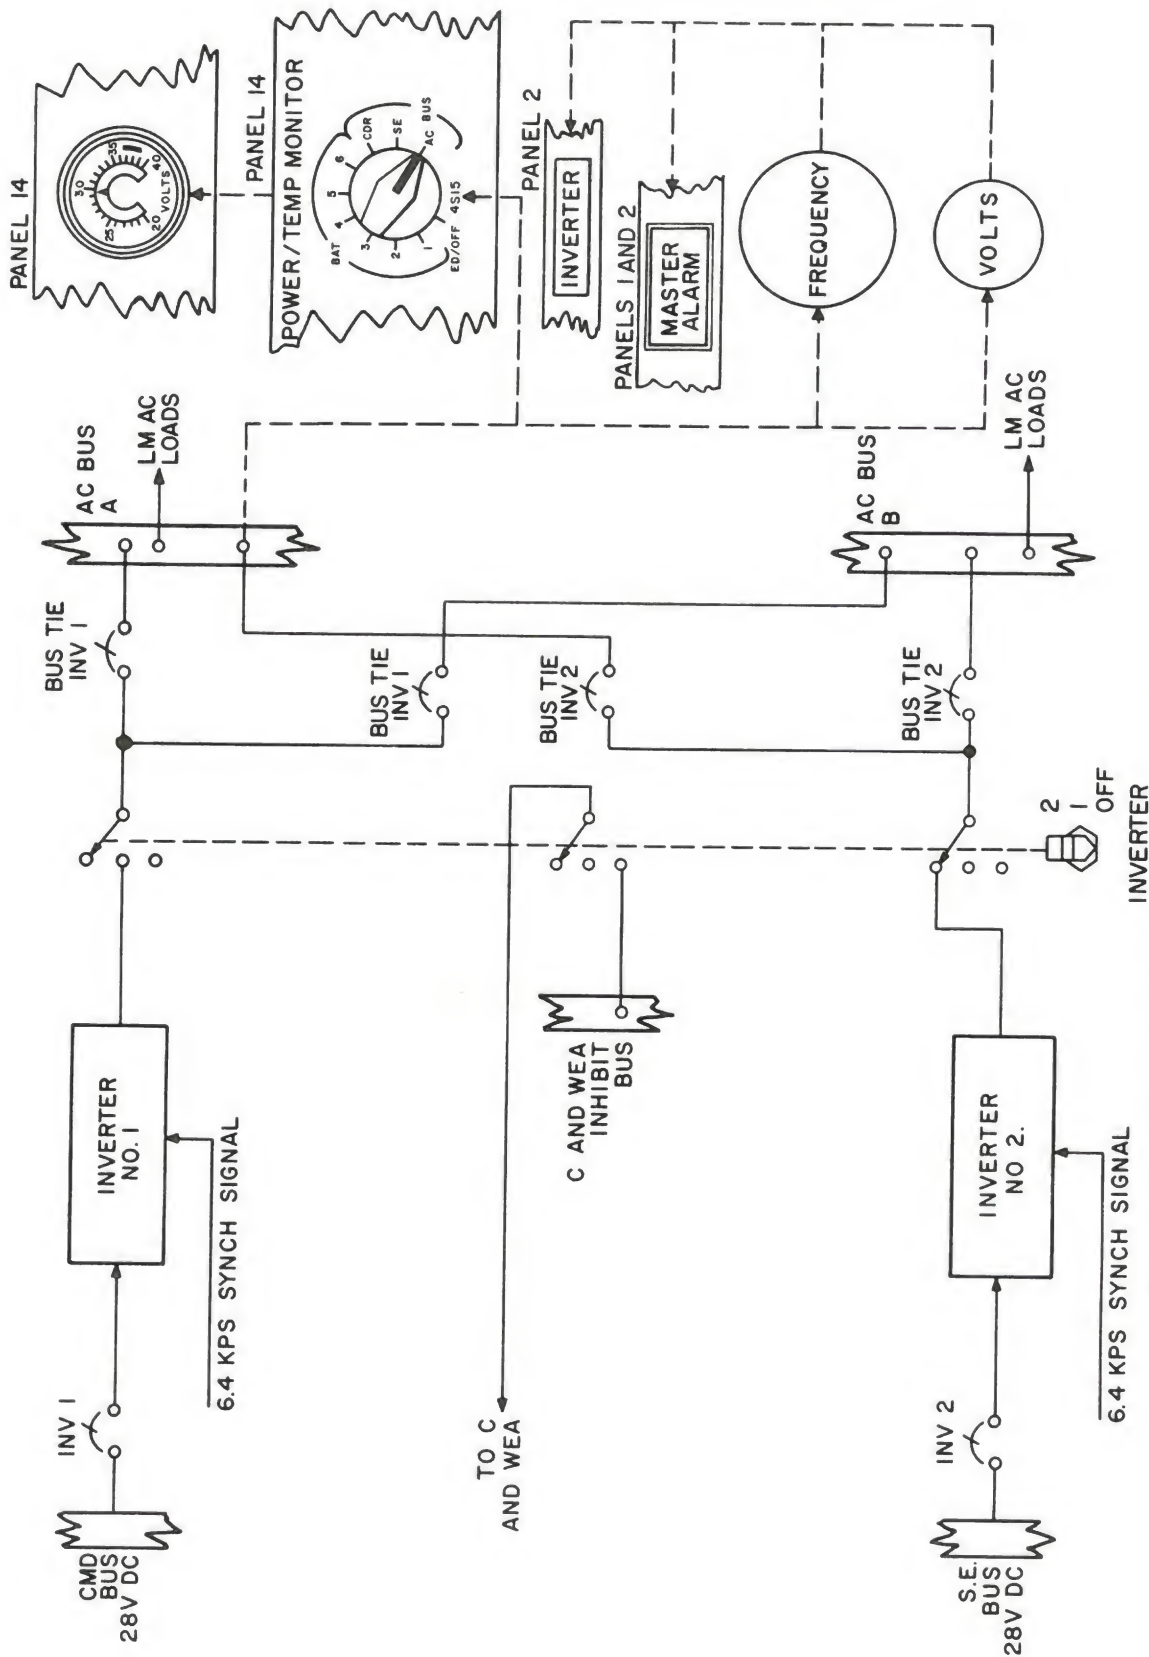 CMD
BUS
28V DC
INV 1
INVERTER
NO. 1
6.4 KPS SYNCH SIGNAL
BUS TIE
INV 1
AC BUS
A
LM AC
LOADS
BUS TIE
INV 1
BUS TIE
INV 2
TO C
AND WEA
C AND WEA
INHIBIT
BUS
S.E.
BUS
28V DC
INV 2
INVERTER
NO 2.
6.4 KPS SYNCH SIGNAL
2
1
OFF
INVERTER
BUS TIE
INV 2
AC BUS
B
LM AC
LOADS
PANEL 14
20
25
30
35
40
VOLTS
PANEL 14
POWER/TEMP MONITOR
BAT
ED/OFF
1
2
3
4
5
6
CDR
SE
AC BUS
4S15
PANEL 2
INVERTER
PANELS 1 AND 2
MASTER
ALARM
FREQUENCY
VOLTS